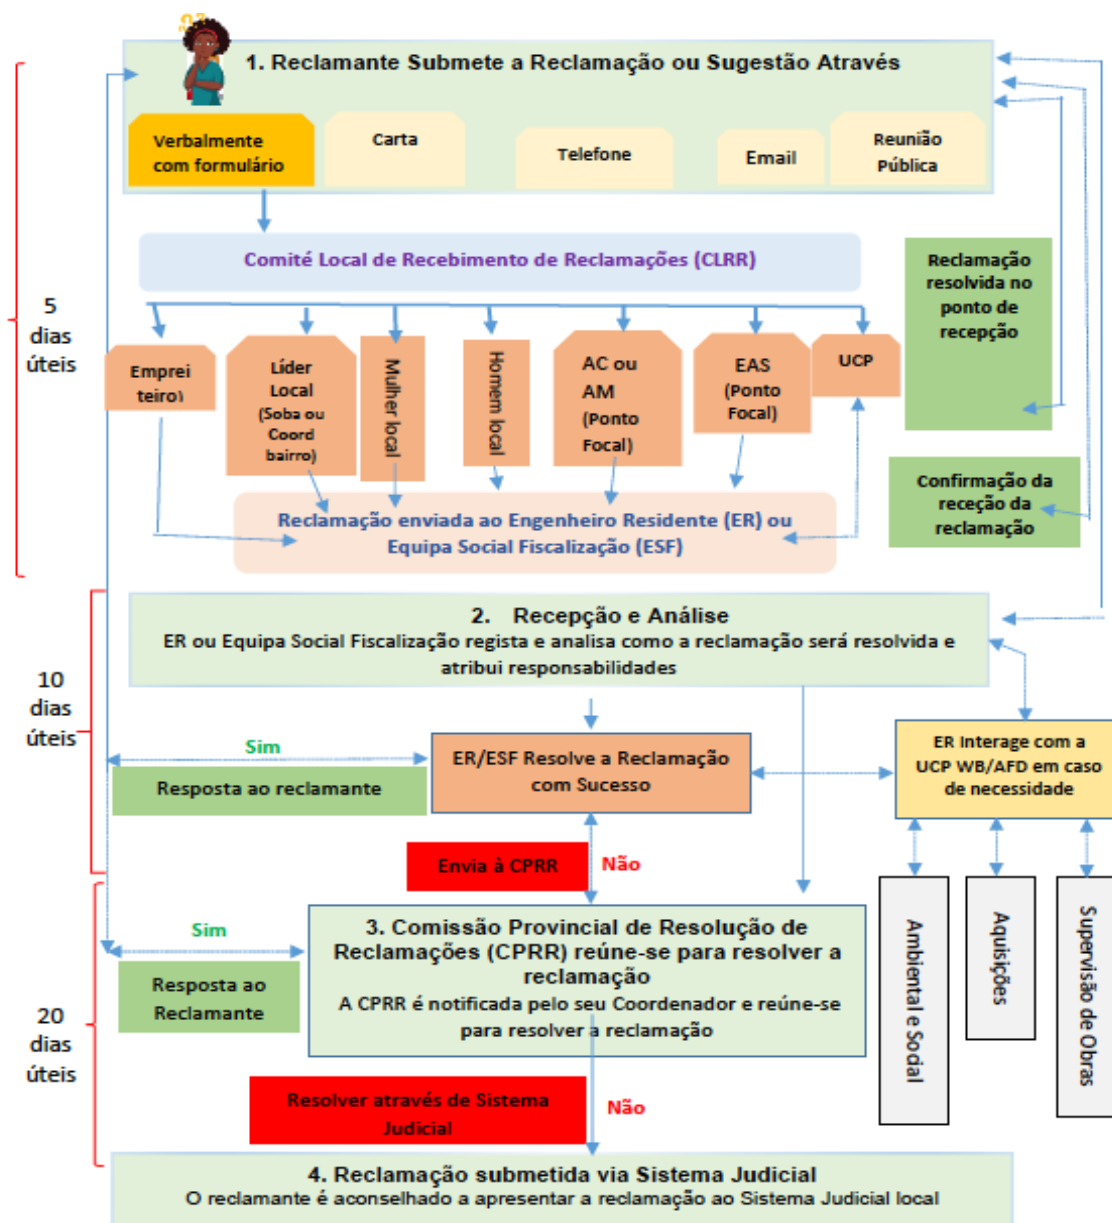 1. Reclamante Submete a Reclamação ou Sugestão Através
Verbalmente
com formulário
Carta
Telefone
Email
Reunião
Pública
Comité Local de Recebimento de Reclamações (CLRR)
Reclamação
resolvida no
ponto de
recepção
5
dias
úteis
Emprei
teiro)
Líder
Local
(Soba ou
Coord
bairro)
Mulher local
Homem local
AC ou
AM
(Ponto
Focal)
EAS
(Ponto
Focal)
UCP
Confirmação da
receção da
reclamação
Reclamação enviada ao Engenheiro Residente (ER) ou
Equipa Social Fiscalização (ESF)
2. Recepção e Análise
ER ou Equipa Social Fiscalização regista e analisa como a reclamação será resolvida e
atribui responsabilidades
10
dias
úteis
Sim
Resposta ao reclamante
ER/ESF Resolve a Reclamação
com Sucesso
ER Interage com a
UCP WB/AFD em caso
de necessidade
Envia à CPRR
Não
Ambiental e Social
Aquisições
Supervisão de Obras
20
dias
úteis
Sim
Resposta ao
Reclamante
3. Comissão Provincial de Resolução de
Reclamações (CPRR) reúne-se para resolver a
reclamação
A CPRR é notificada pelo seu Coordenador e reúne-se
para resolver a reclamação
Resolver através de Sistema
Judicial
Não
4. Reclamação submetida via Sistema Judicial
O reclamante é aconselhado a apresentar a reclamação ao Sistema Judicial local